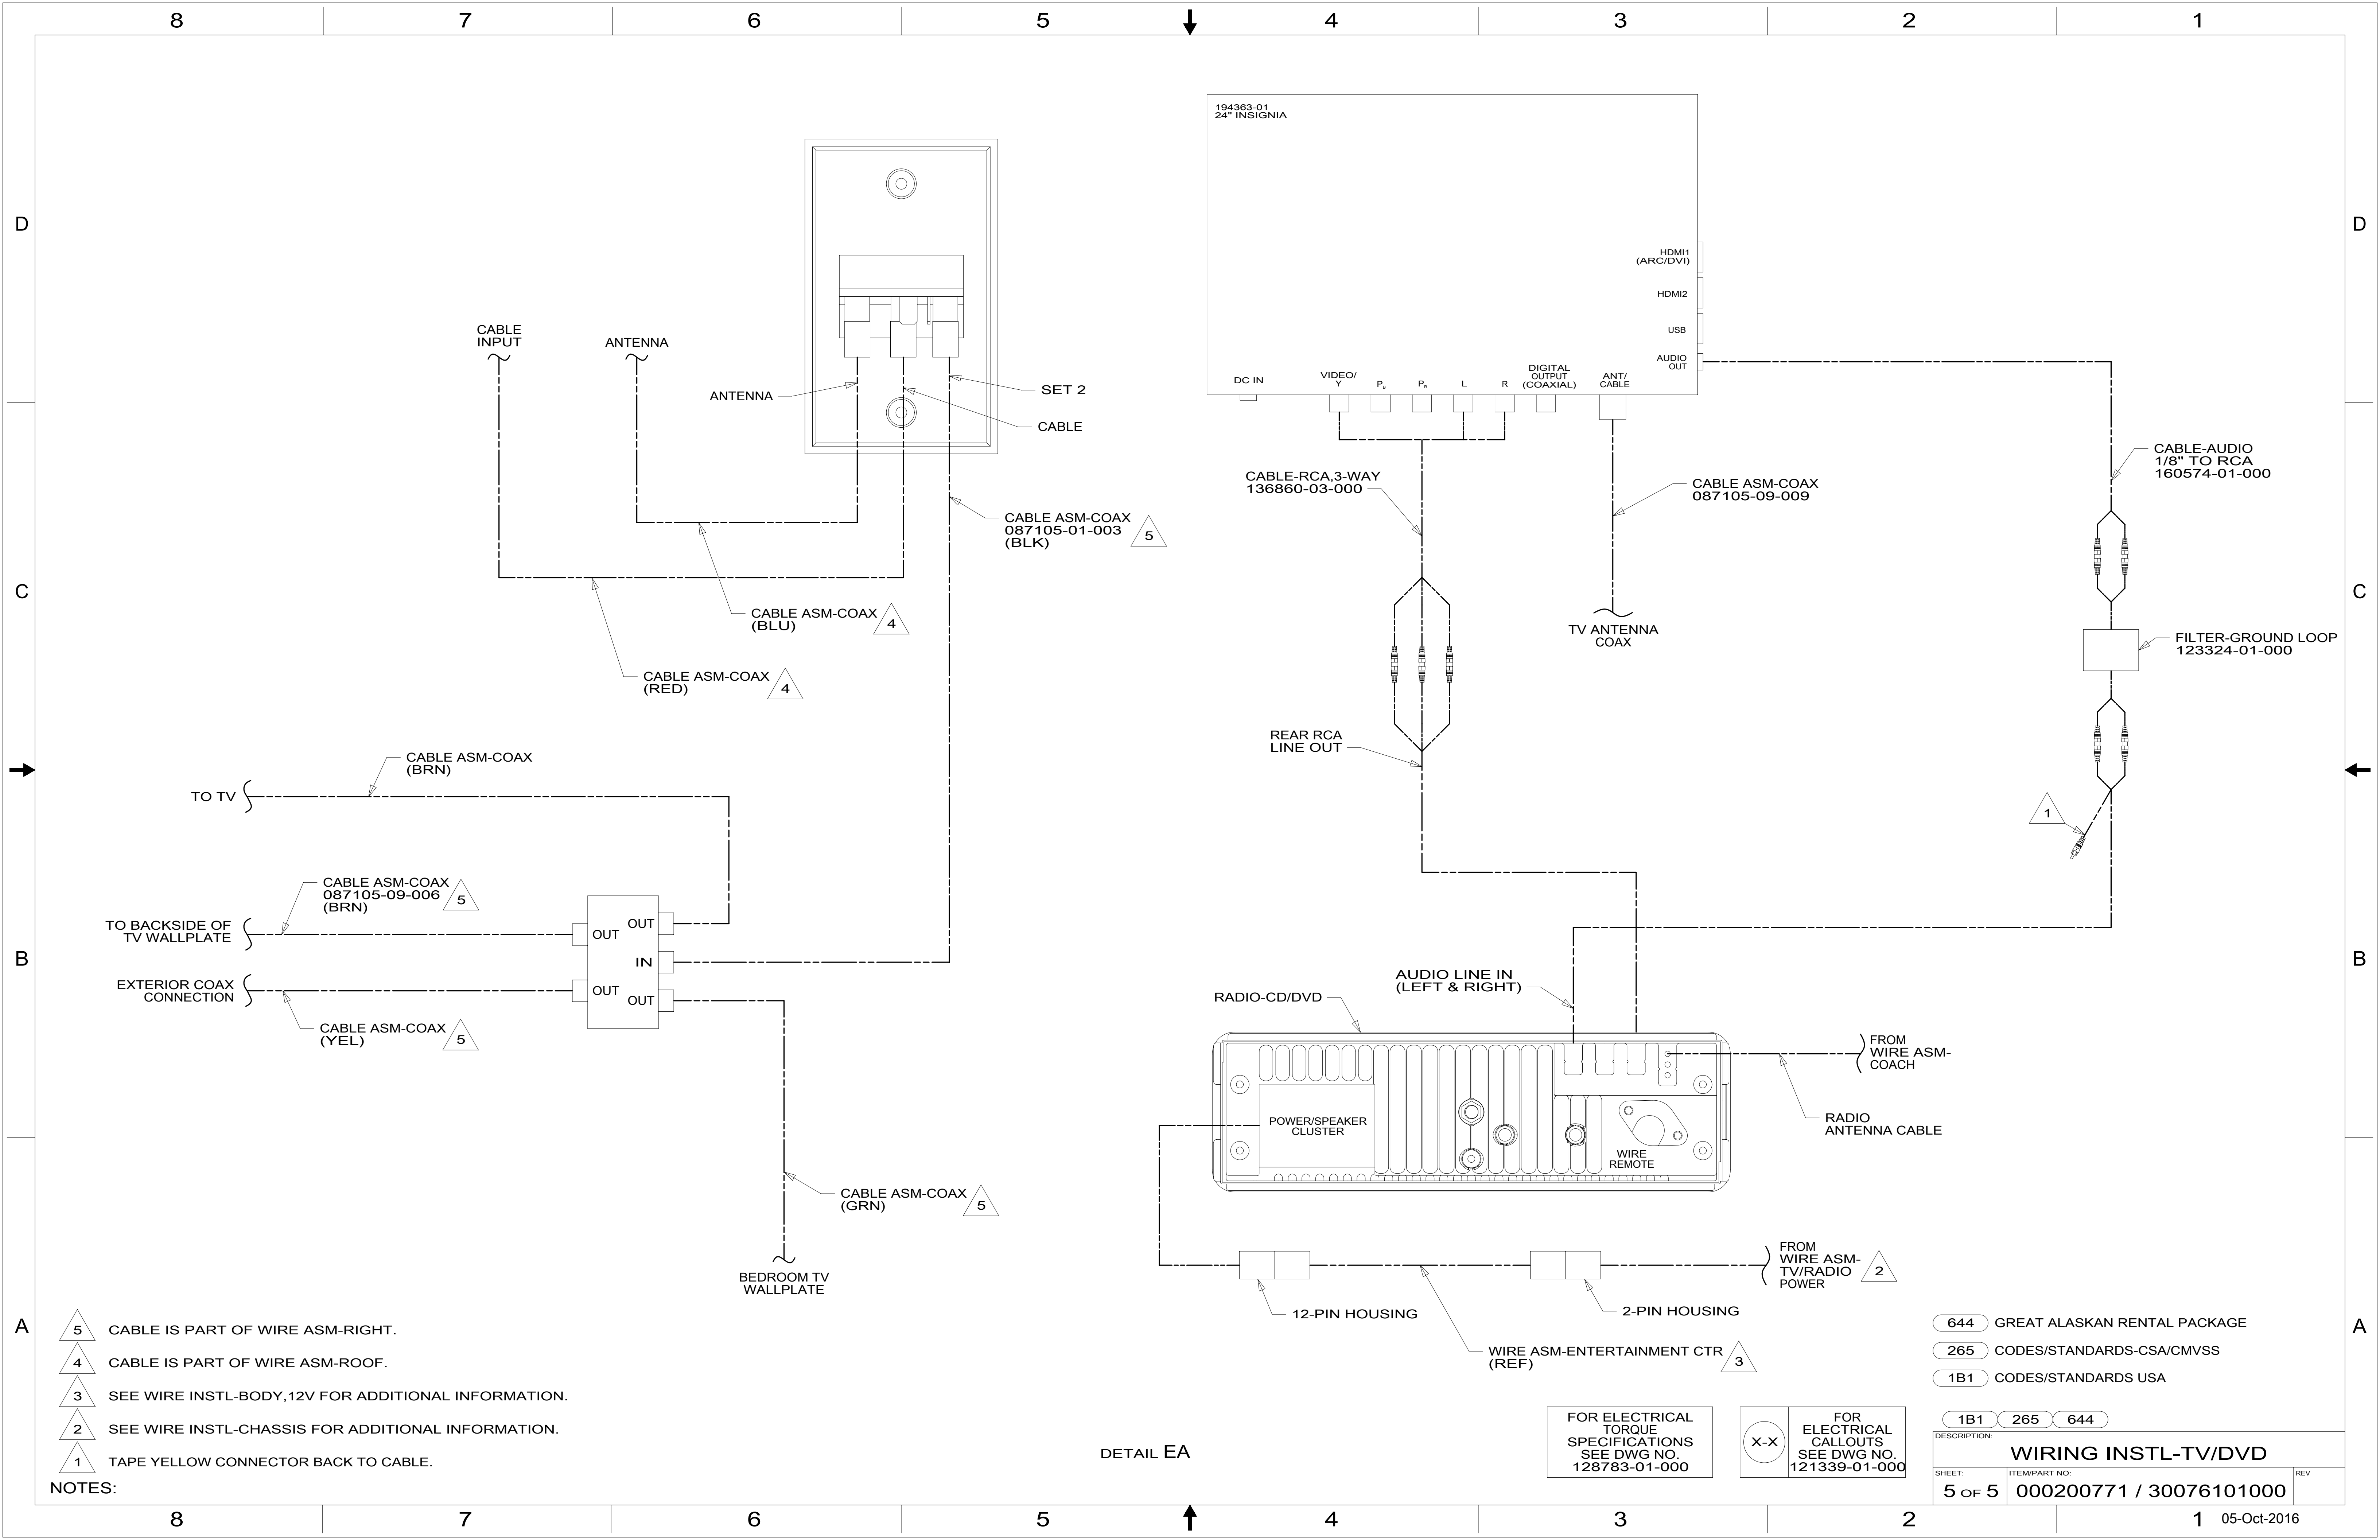 8 7 6 5 4 3 2 1
D
C
B
A
D
C
B
A
CABLE
INPUT
ANTENNA
ANTENNA
SET 2
CABLE
CABLE ASM-COAX
087105-01-003
(BLK)
5
CABLE ASM-COAX
(BLU)
4
CABLE ASM-COAX
(RED)
4
CABLE ASM-COAX
(BRN)
TO TV
CABLE ASM-COAX
087105-09-006
(BRN)
5
TO BACKSIDE OF
TV WALLPLATE
EXTERIOR COAX
CONNECTION
CABLE ASM-COAX
(YEL)
5
OUT
OUT
IN
OUT
OUT
CABLE ASM-COAX
(GRN)
5
BEDROOM TV
WALLPLATE
194363-01
24" INSIGNIA
HDMI1
(ARC/DVI)
HDMI2
USB
AUDIO
OUT
DC IN
VIDEO/
Y
PB
PR
L
R
DIGITAL
OUTPUT
(COAXIAL)
ANT/
CABLE
CABLE-RCA,3-WAY
136860-03-000
CABLE ASM-COAX
087105-09-009
CABLE-AUDIO
1/8" TO RCA
160574-01-000
TV ANTENNA
COAX
FILTER-GROUND LOOP
123324-01-000
REAR RCA
LINE OUT
1
AUDIO LINE IN
(LEFT & RIGHT)
RADIO-CD/DVD
FROM
WIRE ASM-
COACH
RADIO
ANTENNA CABLE
POWER/SPEAKER
CLUSTER
WIRE
REMOTE
FROM
WIRE ASM-
TV/RADIO
POWER
2
12-PIN HOUSING
2-PIN HOUSING
WIRE ASM-ENTERTAINMENT CTR
(REF)
3
5 CABLE IS PART OF WIRE ASM-RIGHT.
4 CABLE IS PART OF WIRE ASM-ROOF.
3 SEE WIRE INSTL-BODY,12V FOR ADDITIONAL INFORMATION.
2 SEE WIRE INSTL-CHASSIS FOR ADDITIONAL INFORMATION.
1 TAPE YELLOW CONNECTOR BACK TO CABLE.
NOTES:
DETAIL EA
FOR ELECTRICAL
TORQUE
SPECIFICATIONS
SEE DWG NO.
128783-01-000
X-X
FOR
ELECTRICAL
CALLOUTS
SEE DWG NO.
121339-01-000
644 GREAT ALASKAN RENTAL PACKAGE
265 CODES/STANDARDS-CSA/CMVSS
1B1 CODES/STANDARDS USA
1B1 265 644
DESCRIPTION:
WIRING INSTL-TV/DVD
SHEET:
5 OF 5
ITEM/PART NO:
000200771 / 30076101000
REV
8 7 6 5 4 3 2 1
05-Oct-2016